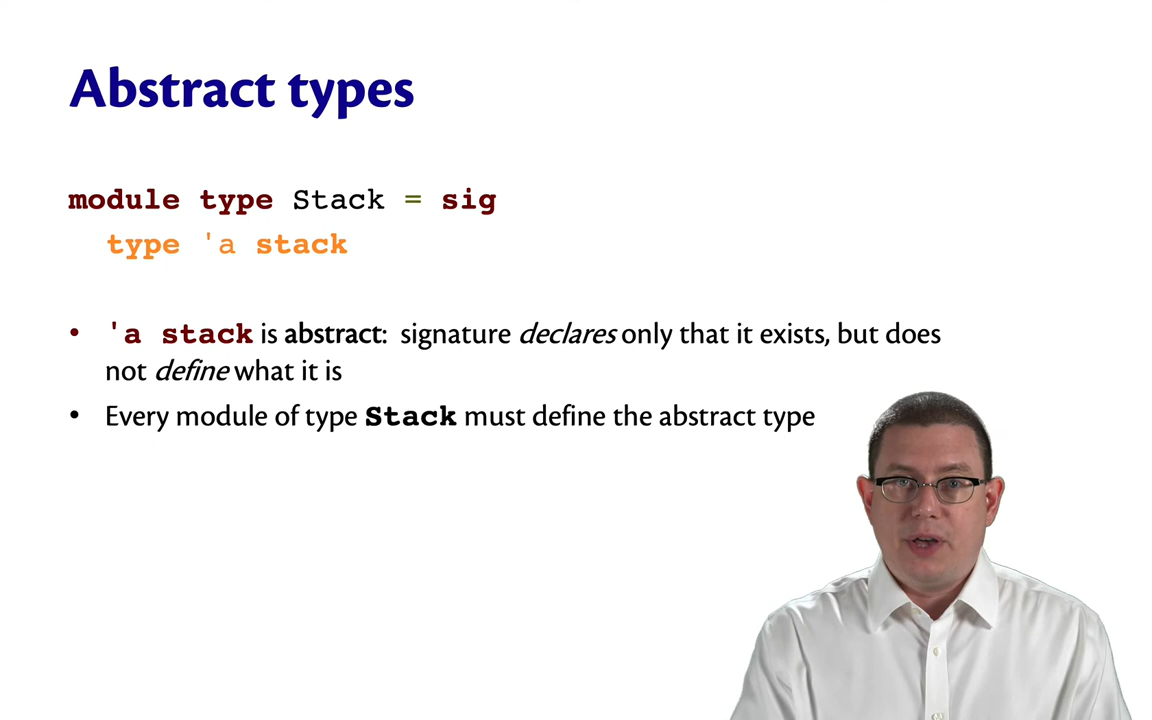 Abstract types
module type Stack = sig
type 'a stack
• 'a stack is abstract: signature declares only that it exists, but does
not define what it is
• Every module of type Stack must define the abstract type